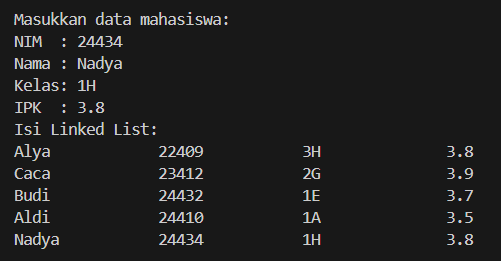 Masukkan data mahasiswa:
NIM  : 24434
Nama : Nadya
Kelas: 1H
IPK  : 3.8
Isi Linked List:
Alya 22409 3H 3.8
Caca 23412 2G 3.9
Budi 24432 1E 3.7
Aldi 24410 1A 3.5
Nadya 24434 1H 3.8